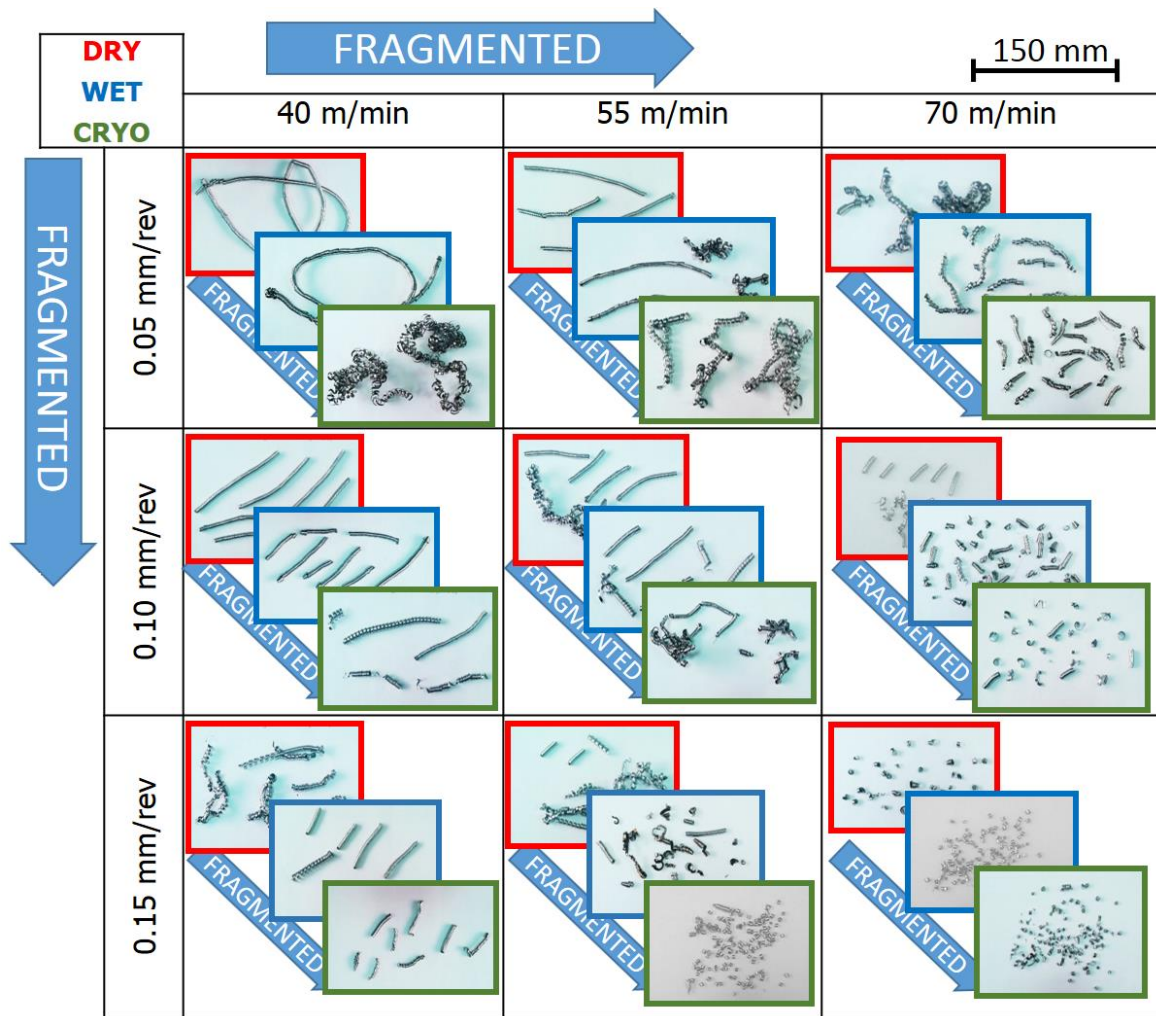 FRAGMENTED
150 mm
DRY
WET
CRYO
40 m/min
55 m/min
70 m/min
FRAGMENTED
0.05 mm/rev
FRAGMENTED
FRAGMENTED
FRAGMENTED
0.10 mm/rev
FRAGMENTED
FRAGMENTED
FRAGMENTED
0.15 mm/rev
FRAGMENTED
FRAGMENTED
FRAGMENTED